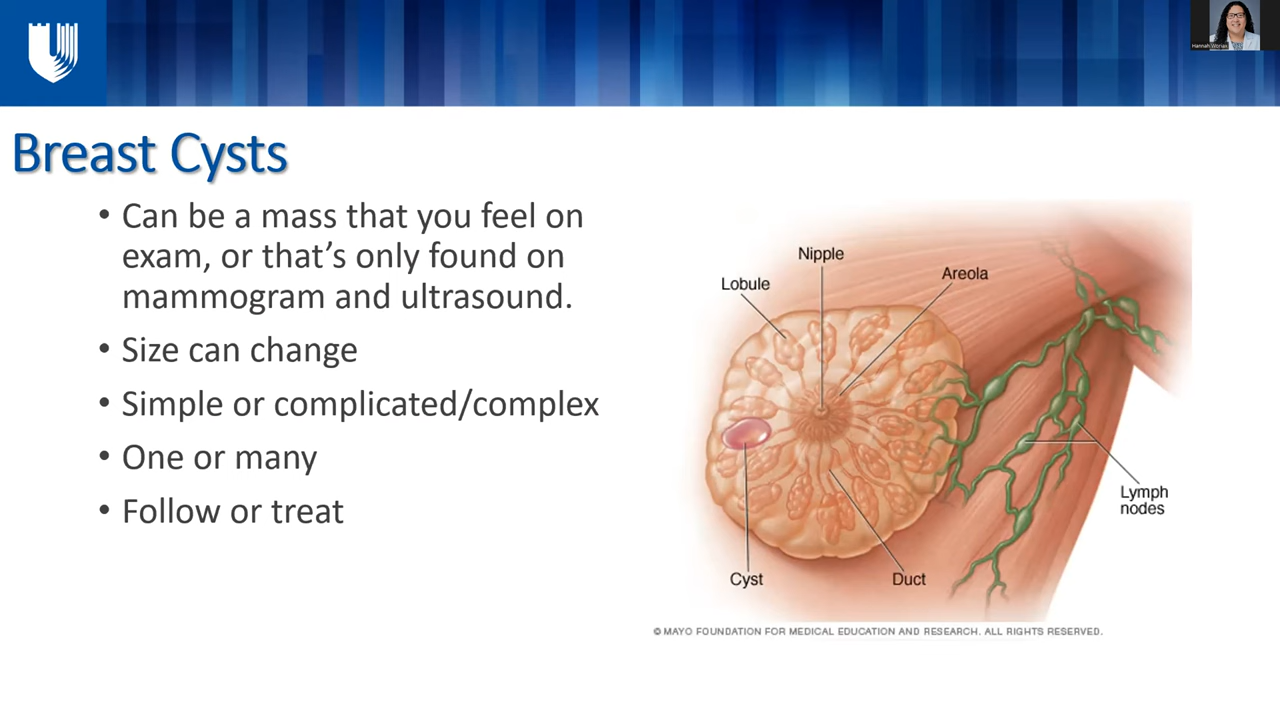 Breast Cysts
• Can be a mass that you feel on
exam, or that's only found on
mammogram and ultrasound.
• Size can change
• Simple or complicated/complex
• One or many
• Follow or treat
Nipple
Areola
Lobule
Lymph
nodes
Cyst
Duct
© MAYO FOUNDATION FOR MEDICAL EDUCATION AND RESEARCH. ALL RIGHTS RESERVED.
Hannah